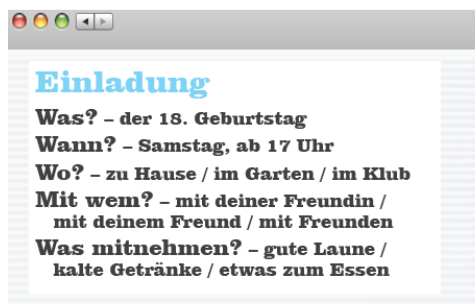 Einladung
Was? – der 18. Geburtstag
Wann? – Samstag, ab 17 Uhr
Wo? – zu Hause / im Garten / im Klub
Mit wem? – mit deiner Freundin /
mit deinem Freund / mit Freunden
Was mitnehmen? – gute Laune /
kalte Getränke / etwas zum Essen